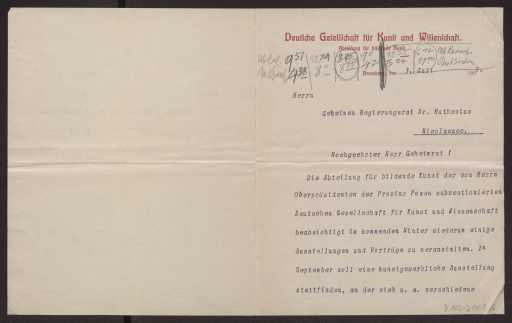 Deutsche Gesellschaft für Kunst und Wissenschaft.
Abteilung für bildende Kunst.
Bromberg, den
Herrn
Geheimen Regierungsrat Dr. Muthesius
Nicolassee.
Hochgeehrter Herr Geheimrat !
Die Abteilung für bildende Kunst der vom Herrn
Oberpräsidenten der Provinz Posen subventionierten
Deutschen Gesellschaft für Kunst und Wissenschaft
beabsichtigt im kommenden Winter wiederum einige
Ausstellungen und Vorträge zu veranstalten. Im
September soll eine kunstgewerbliche Ausstellung
stattfinden, an der sich u. a. verschiedene